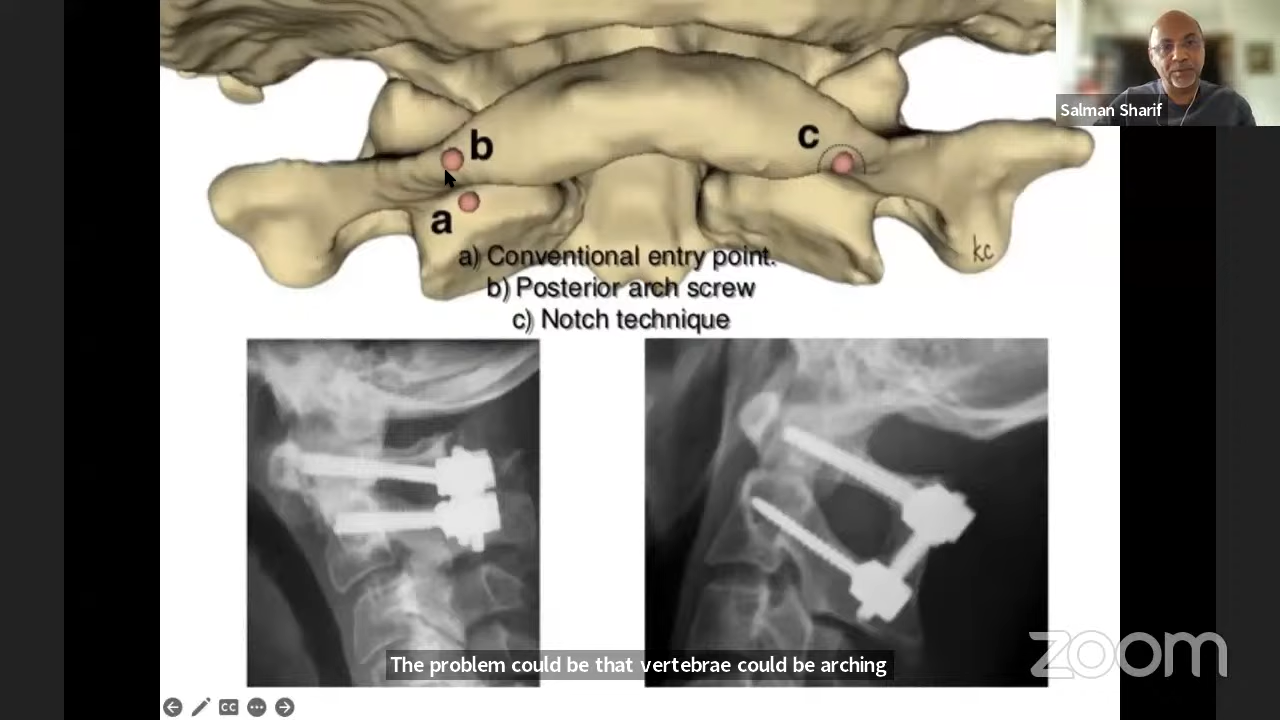 Salman Sharif
b
c
a
kc
a) Conventional entry point.
b) Posterior arch screw
c) Notch technique
The problem could be that vertebrae could be arching
zoom
CC